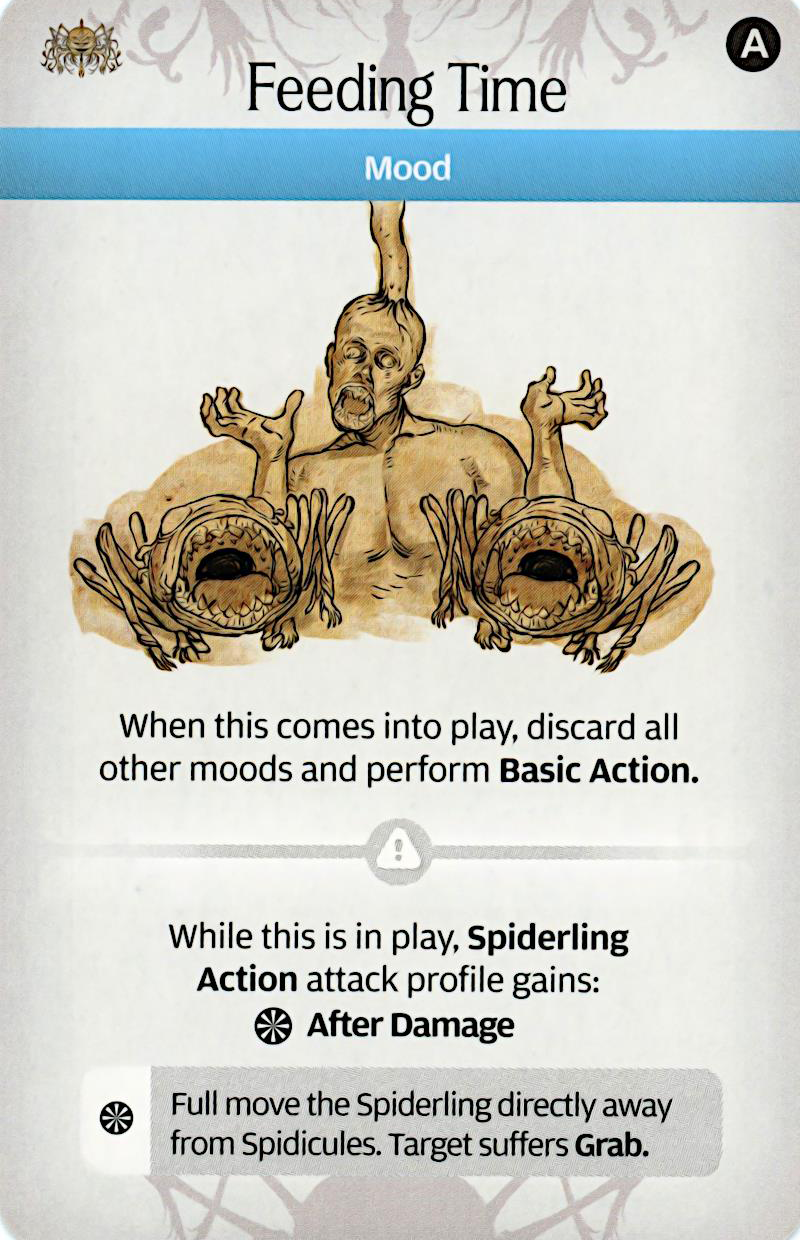 A
Feeding Time
Mood
When this comes into play, discard all
other moods and perform Basic Action.
While this is in play, Spiderling
Action attack profile gains:
After Damage
Full move the Spiderling directly away
from Spidicules. Target suffers Grab.